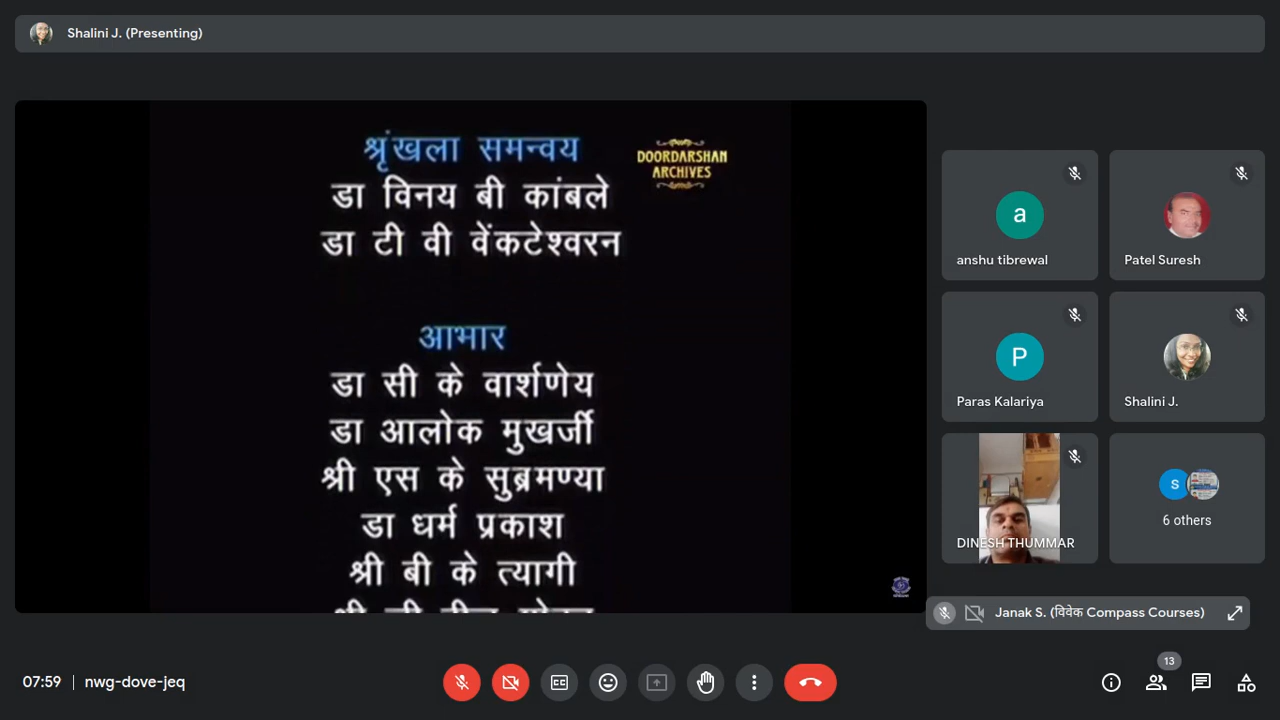 Shalini J. (Presenting)
श्रृंखला समन्वय
DOORDARSHAN
ARCHIVES
डा विनय बी कांबले
डा टी वी वेंकटेश्वरन
आभार
डा सी के वार्शणेय
डा आलोक मुखर्जी
श्री एस के सुब्रमण्या
डा धर्म प्रकाश
श्री बी के त्यागी
a
anshu tibrewal
Patel Suresh
P
Paras Kalariya
Shalini J.
DINESH THUMMAR
s
6 others
Janak S. (विवेक Compass Courses)
07:59 | nwg-dove-jeq
13